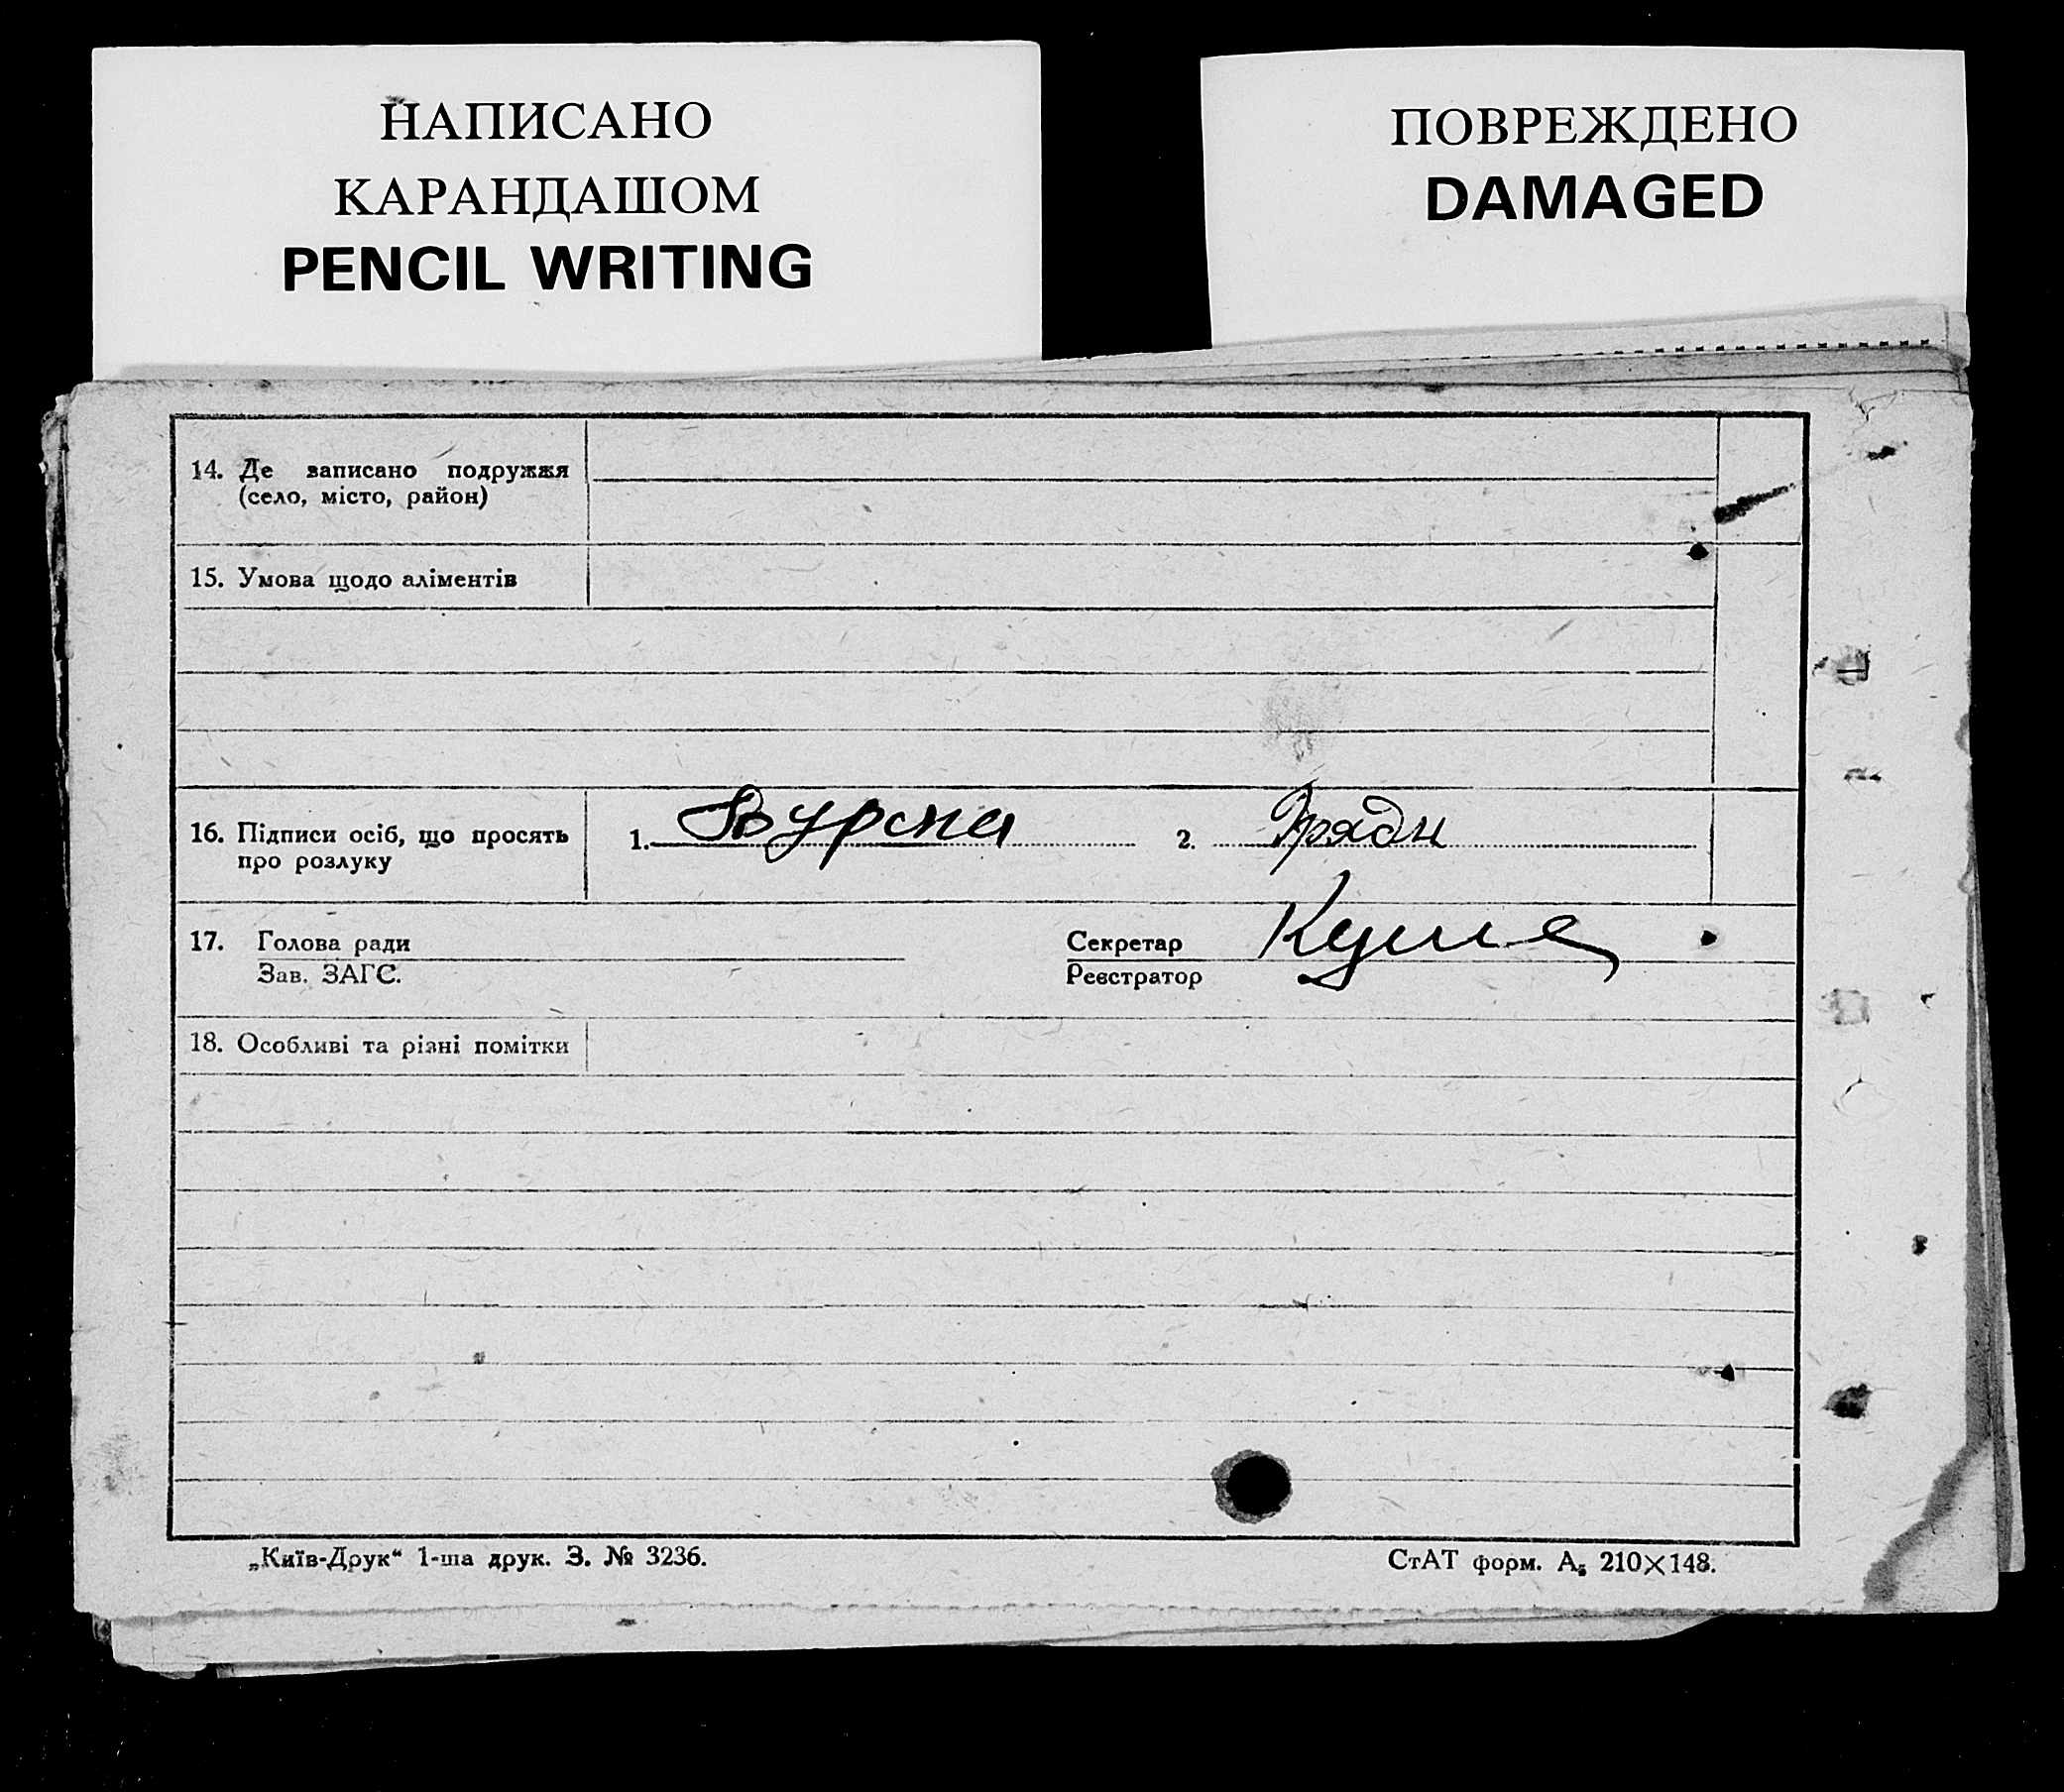 НАПИСАНО
КАРАНДАШОМ
PENCIL WRITING
ПОВРЕЖДЕНО
DAMAGED
14. Де записано подружжя
(село, місто, район)
15. Умова щодо аліментів
16. Підписи осіб, що просять
про розлуку
1.
2.
17. Голова ради
Зав. ЗАГС.
Секретар
Реєстратор
18. Особливі та різні помітки
„Київ-Друк“ 1-ша друк. З. № 3236.
СтАТ форм. А₅ 210×148.